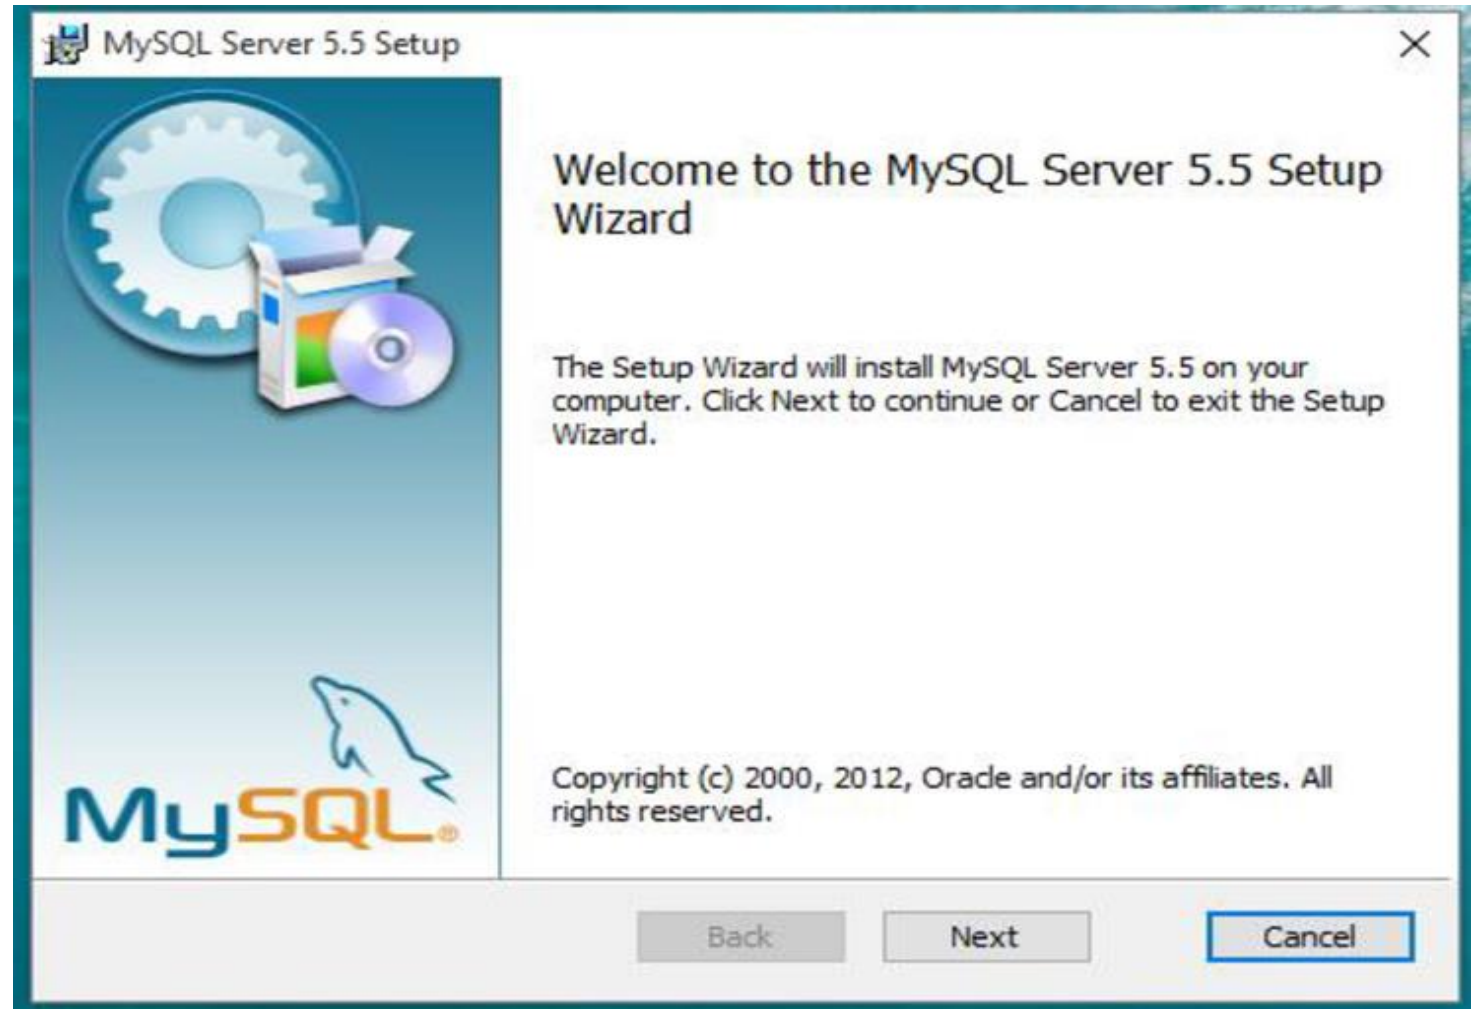 MySQL Server 5.5 Setup
Welcome to the MySQL Server 5.5 Setup
Wizard
The Setup Wizard will install MySQL Server 5.5 on your
computer. Click Next to continue or Cancel to exit the Setup
Wizard.
MySQL®
Copyright (c) 2000, 2012, Oracle and/or its affiliates. All
rights reserved.
Back
Next
Cancel